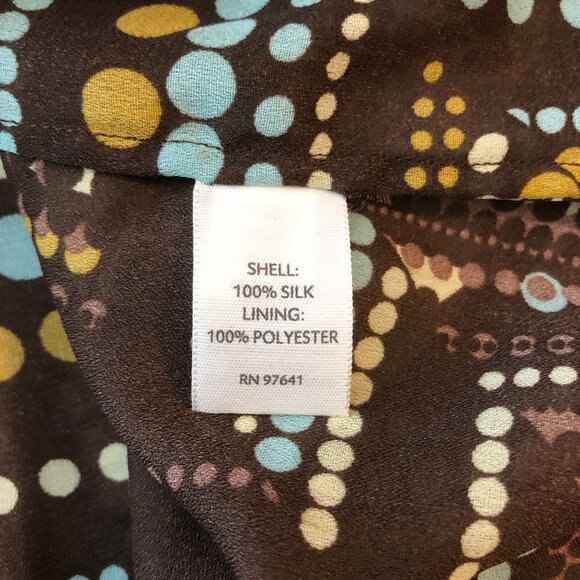 SHELL:
100% SILK
LINING:
100% POLYESTER
RN 97641